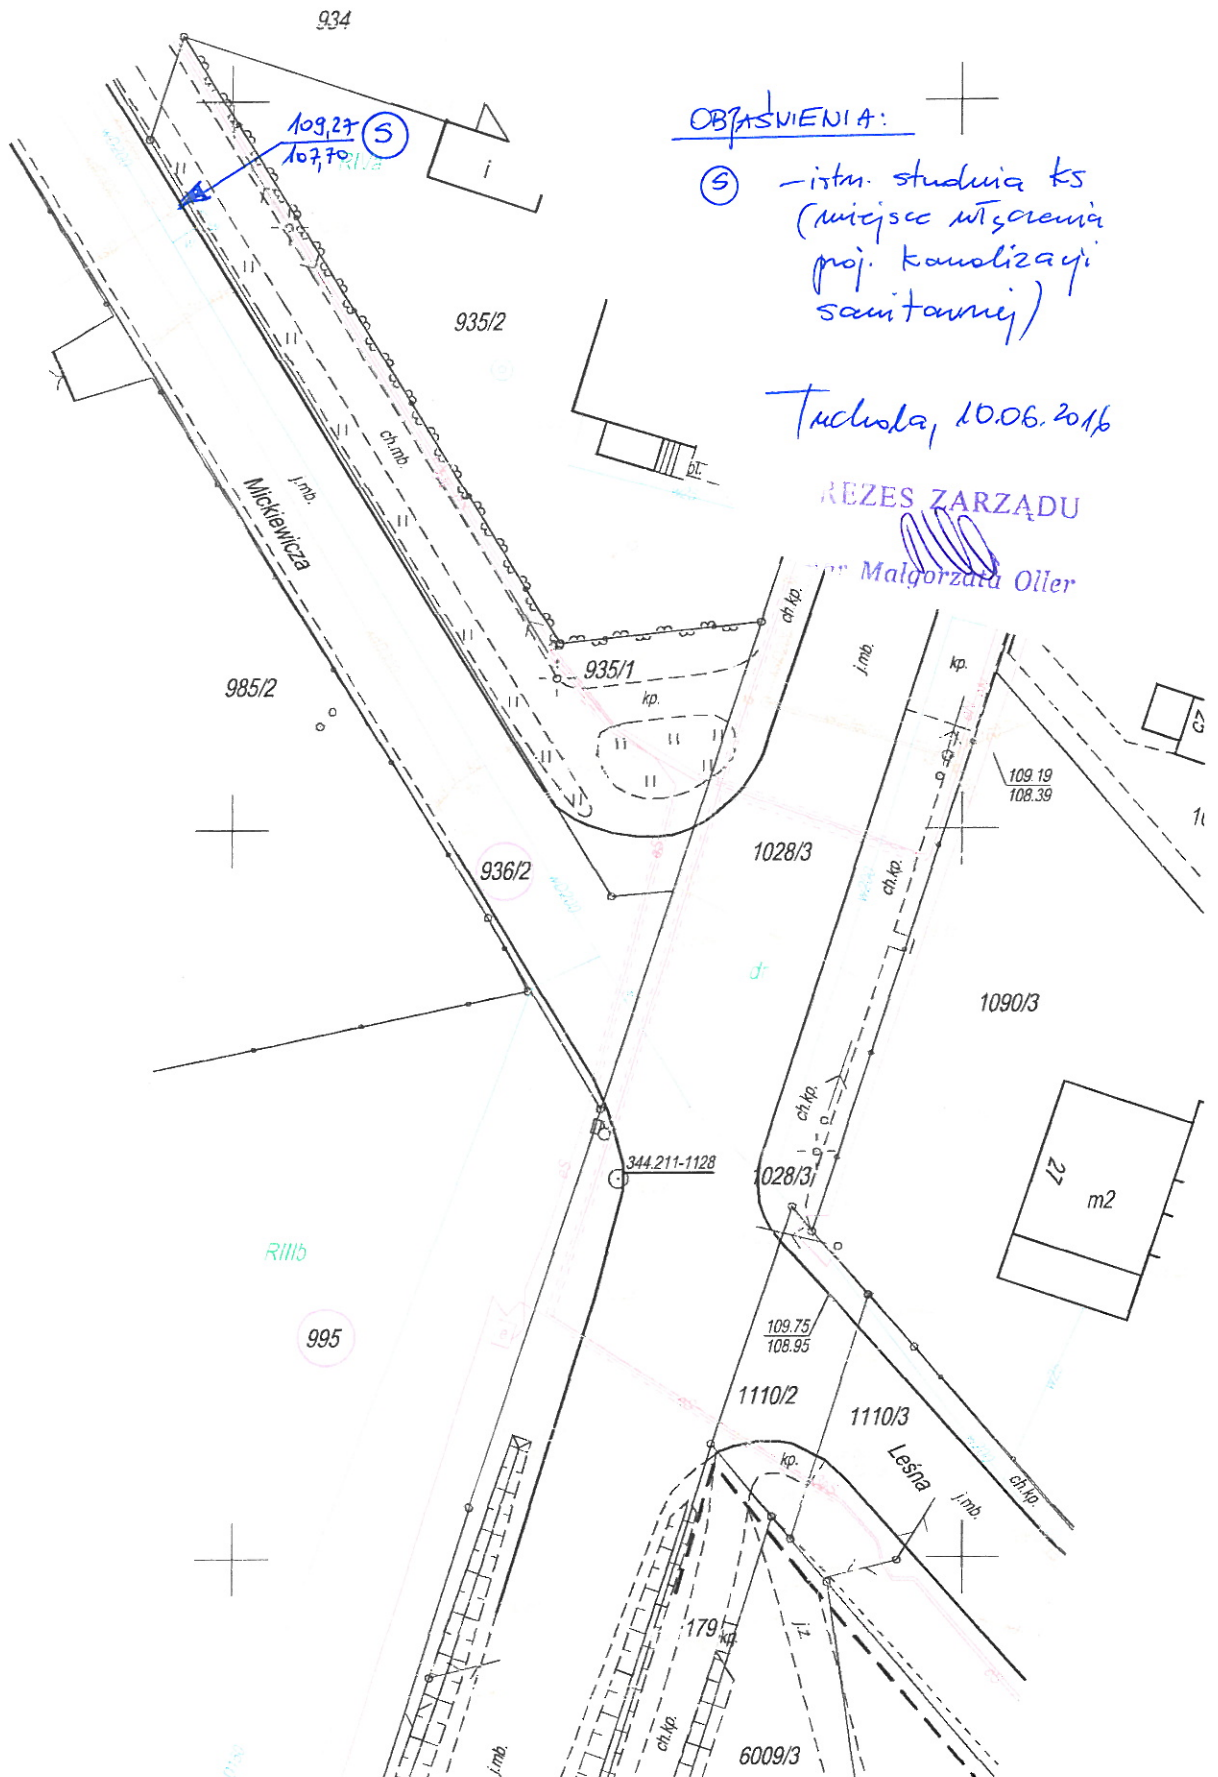 934
109,27
107,70
S
i
OBJAŚNIENIA:
S - istn. studnia ks
(miejsce włączenia
proj. kanalizacji
sanitarnej)
935/2
Tuchola, 10.06.2016
REZES ZARZĄDU
Małgorzata Oller
ch.mb.
j.mb.
Mickiewicza
pl.
ch.kp.
j.mb.
kp.
935/1
kp.
985/2
109.19
108.39
1028/3
936/2
ch.kp.
w200
dr
1090/3
ch.kp.
344.211-1128
1028/3
27
m2
RIIIb
995
109.75
108.95
1110/2
1110/3
Leśna
kp.
j.mb.
ch.kp.
179
kp.
j.z.
ch.kp.
j.mb.
6009/3